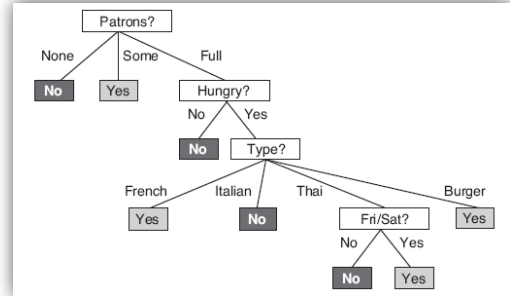 Patrons?
None Some Full
No Yes Hungry?
No Yes
No Type?
French Italian Thai Burger
Yes No Fri/Sat? Yes
No Yes
No Yes